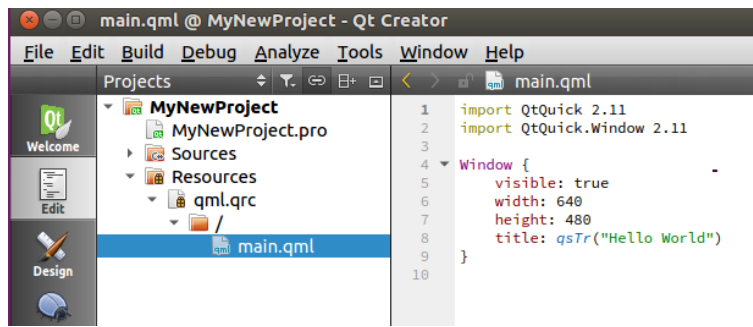 main.qml @ MyNewProject - Qt Creator
File Edit Build Debug Analyze Tools Window Help
Projects
main.qml
Qt
Welcome
Edit
Design
MyNewProject
MyNewProject.pro
Sources
Resources
qml.qrc
/
main.qml
1 import QtQuick 2.11
2 import QtQuick.Window 2.11
3
4 Window {
5 visible: true
6 width: 640
7 height: 480
8 title: qsTr("Hello World")
9 }
10